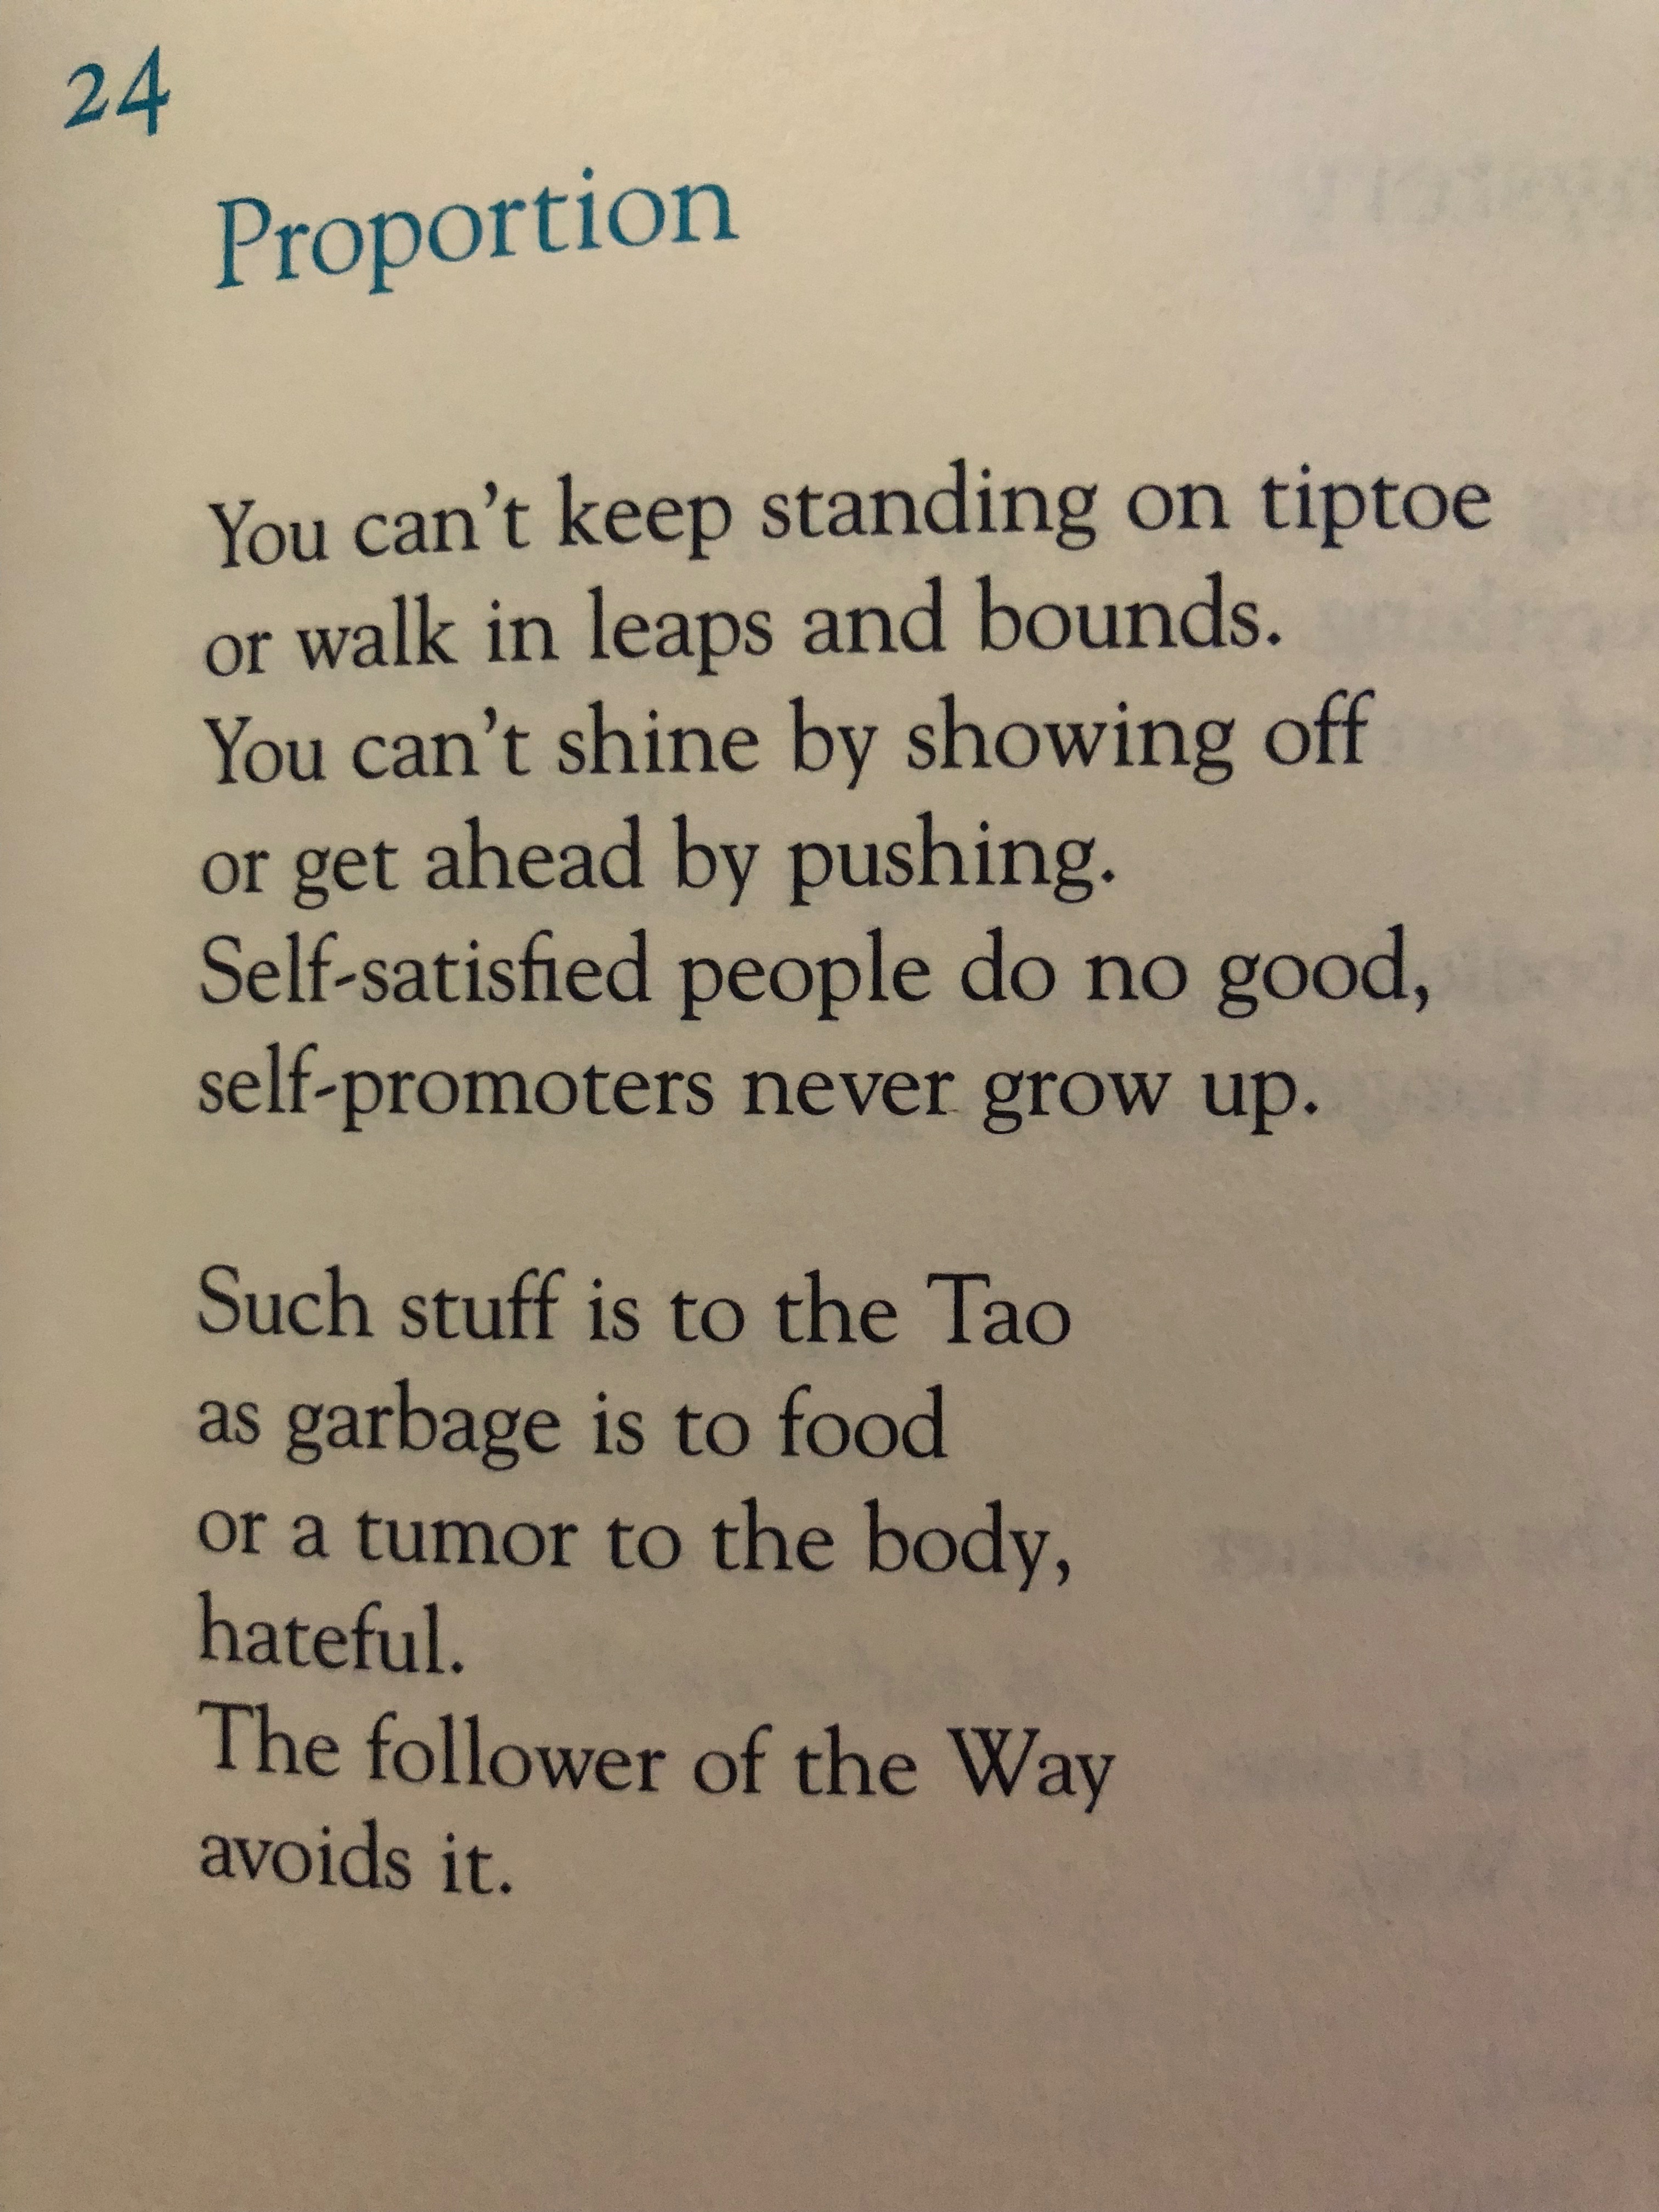 24
Proportion
You can't keep standing on tiptoe
or walk in leaps and bounds.
You can't shine by showing off
or get ahead by pushing.
Self-satisfied people do no good,
self-promoters never grow up.
Such stuff is to the Tao
as garbage is to food
or a tumor to the body,
hateful.
The follower of the Way
avoids it.